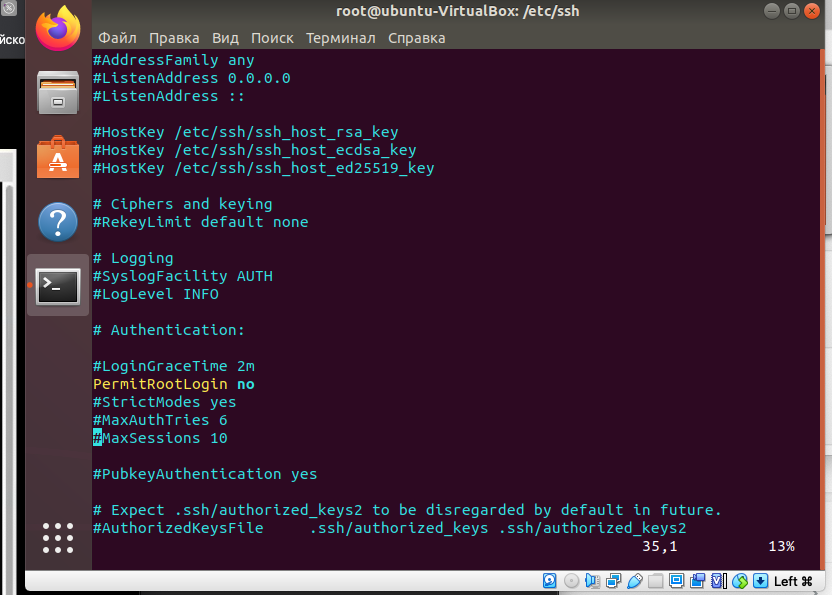 root@ubuntu-VirtualBox: /etc/ssh
йско
Файл Правка Вид Поиск Терминал Справка
#AddressFamily any
#ListenAddress 0.0.0.0
#ListenAddress ::
#HostKey /etc/ssh/ssh_host_rsa_key
#HostKey /etc/ssh/ssh_host_ecdsa_key
#HostKey /etc/ssh/ssh_host_ed25519_key
# Ciphers and keying
#RekeyLimit default none
# Logging
#SyslogFacility AUTH
#LogLevel INFO
# Authentication:
#LoginGraceTime 2m
PermitRootLogin no
#StrictModes yes
#MaxAuthTries 6
#MaxSessions 10
#PubkeyAuthentication yes
# Expect .ssh/authorized_keys2 to be disregarded by default in future.
#AuthorizedKeysFile .ssh/authorized_keys .ssh/authorized_keys2
35,1 13%
Left ⌘